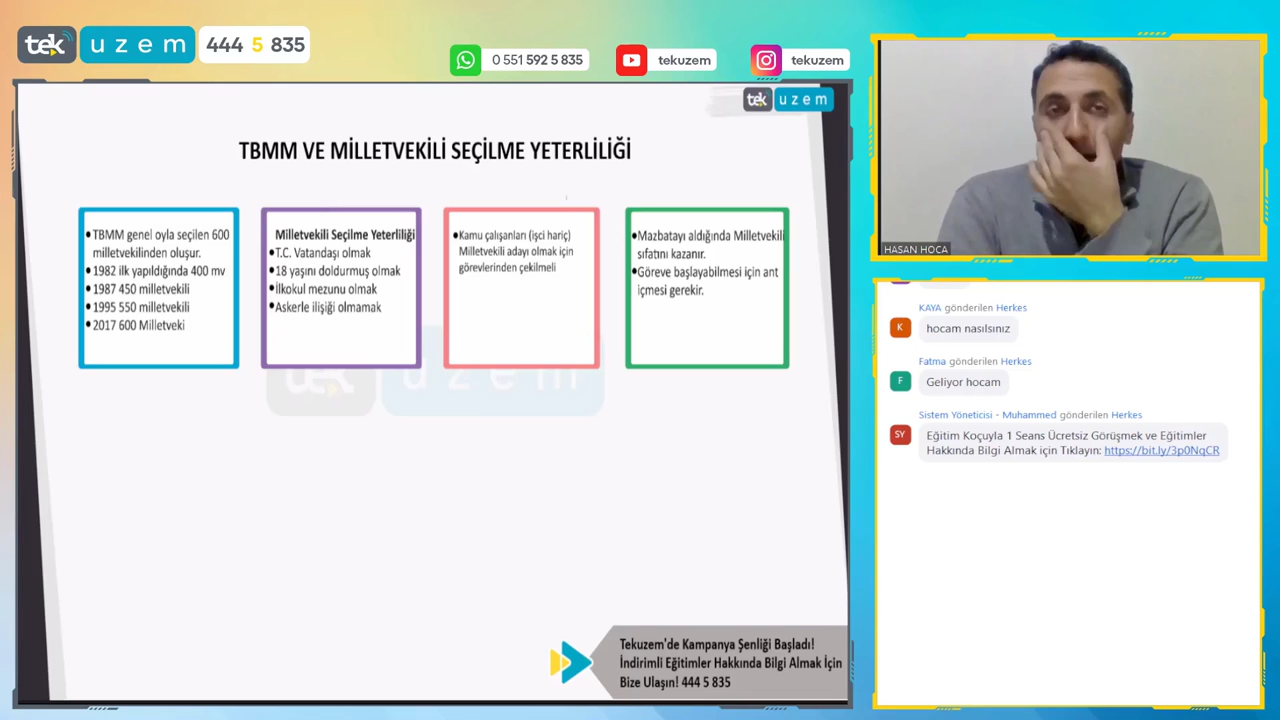 tek uzem 444 5 835
0 551 592 5 835
tekuzem
tekuzem
tek uzem
TBMM VE MİLLETVEKİLİ SEÇİLME YETERLİLİĞİ
•TBMM genel oyla seçilen 600
milletvekilinden oluşur.
•1982 ilk yapıldığında 400 mv
•1987 450 milletvekili
•1995 550 milletvekili
•2017 600 Milletveki
Milletvekili Seçilme Yeterliliği
•T.C. Vatandaşı olmak
•18 yaşını doldurmuş olmak
•İlkokul mezunu olmak
•Askerle ilişiği olmamak
•Kamu çalışanları (işci hariç)
Milletvekili adayı olmak için
görevlerinden çekilmeli
•Mazbatayı aldığında Milletvekili
sıfatını kazanır.
•Göreve başlayabilmesi için ant
içmesi gerekir.
tek uzem
Tekuzem'de Kampanya Şenliği Başladı!
İndirimli Eğitimler Hakkında Bilgi Almak İçin
Bize Ulaşın! 444 5 835
HASAN HOCA
KAYA gönderilen Herkes
K
hocam nasılsınız
Fatma gönderilen Herkes
F
Geliyor hocam
Sistem Yöneticisi - Muhammed gönderilen Herkes
SY
Eğitim Koçuyla 1 Seans Ücretsiz Görüşmek ve Eğitimler
Hakkında Bilgi Almak için Tıklayın: https://bit.ly/3p0NqCR